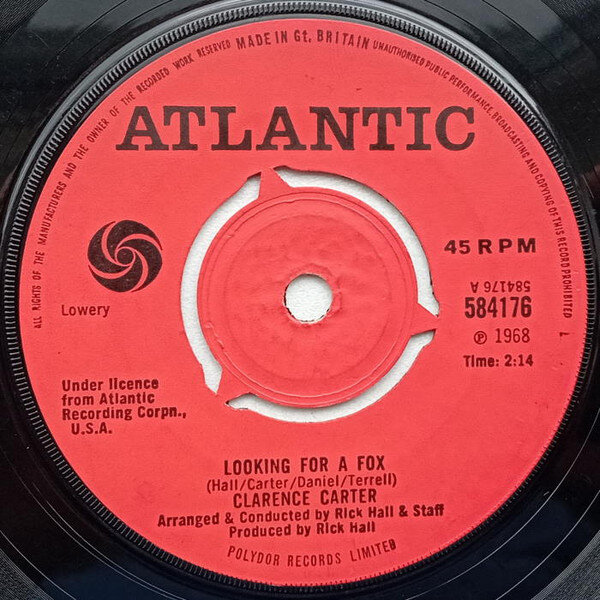 ALL RIGHTS OF THE MANUFACTURERS AND THE OWNER OF THE RECORDED WORK RESERVED MADE IN Gt. BRITAIN UNAUTHORISED PUBLIC PERFORMANCE, BROADCASTING AND COPYING OF THIS RECORD PROHIBITED
ATLANTIC
45 RPM
584176 A
584176
Lowery
℗ 1968
1
Time: 2:14
Under licence
from Atlantic
Recording Corpn.,
U.S.A.
LOOKING FOR A FOX
(Hall/Carter/Daniel/Terrell)
CLARENCE CARTER
Arranged & Conducted by Rick Hall & Staff
Produced by Rick Hall
POLYDOR RECORDS LIMITED